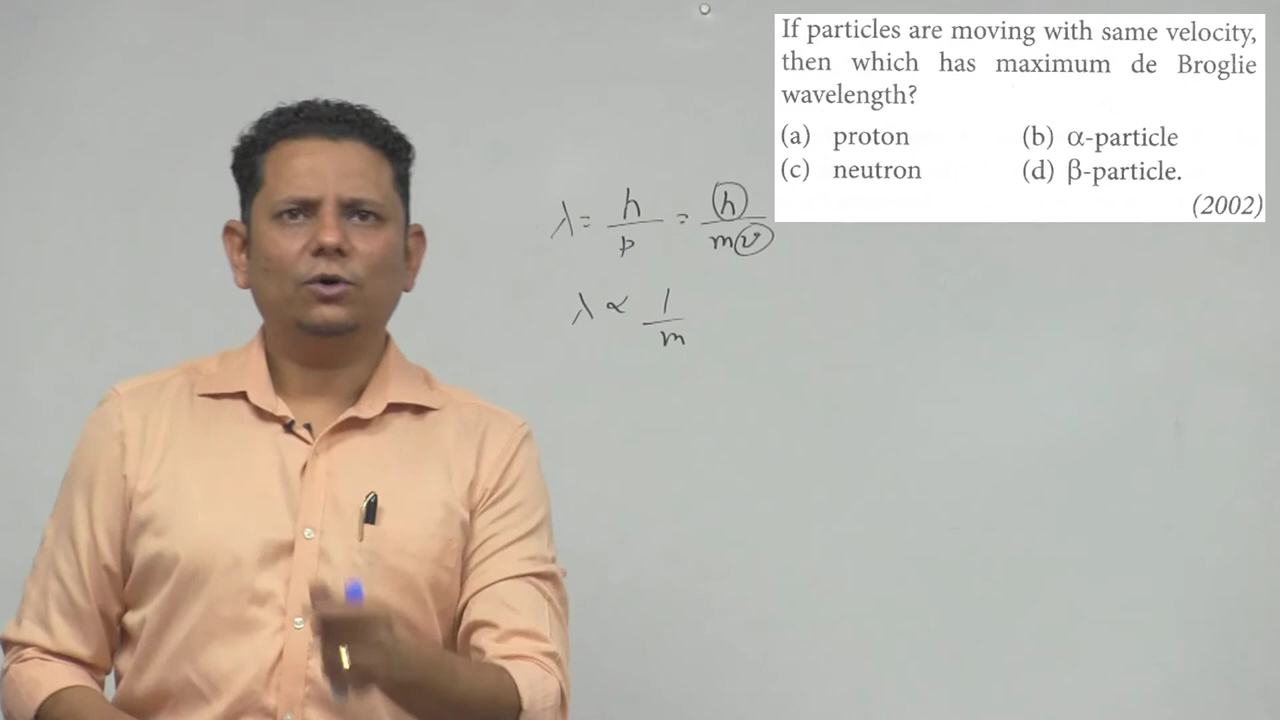 If particles are moving with same velocity,
then which has maximum de Broglie
wavelength?
(a) proton (b) α-particle
(c) neutron (d) β-particle.
(2002)
λ = h/p = h/mv
λ ∝ 1/m